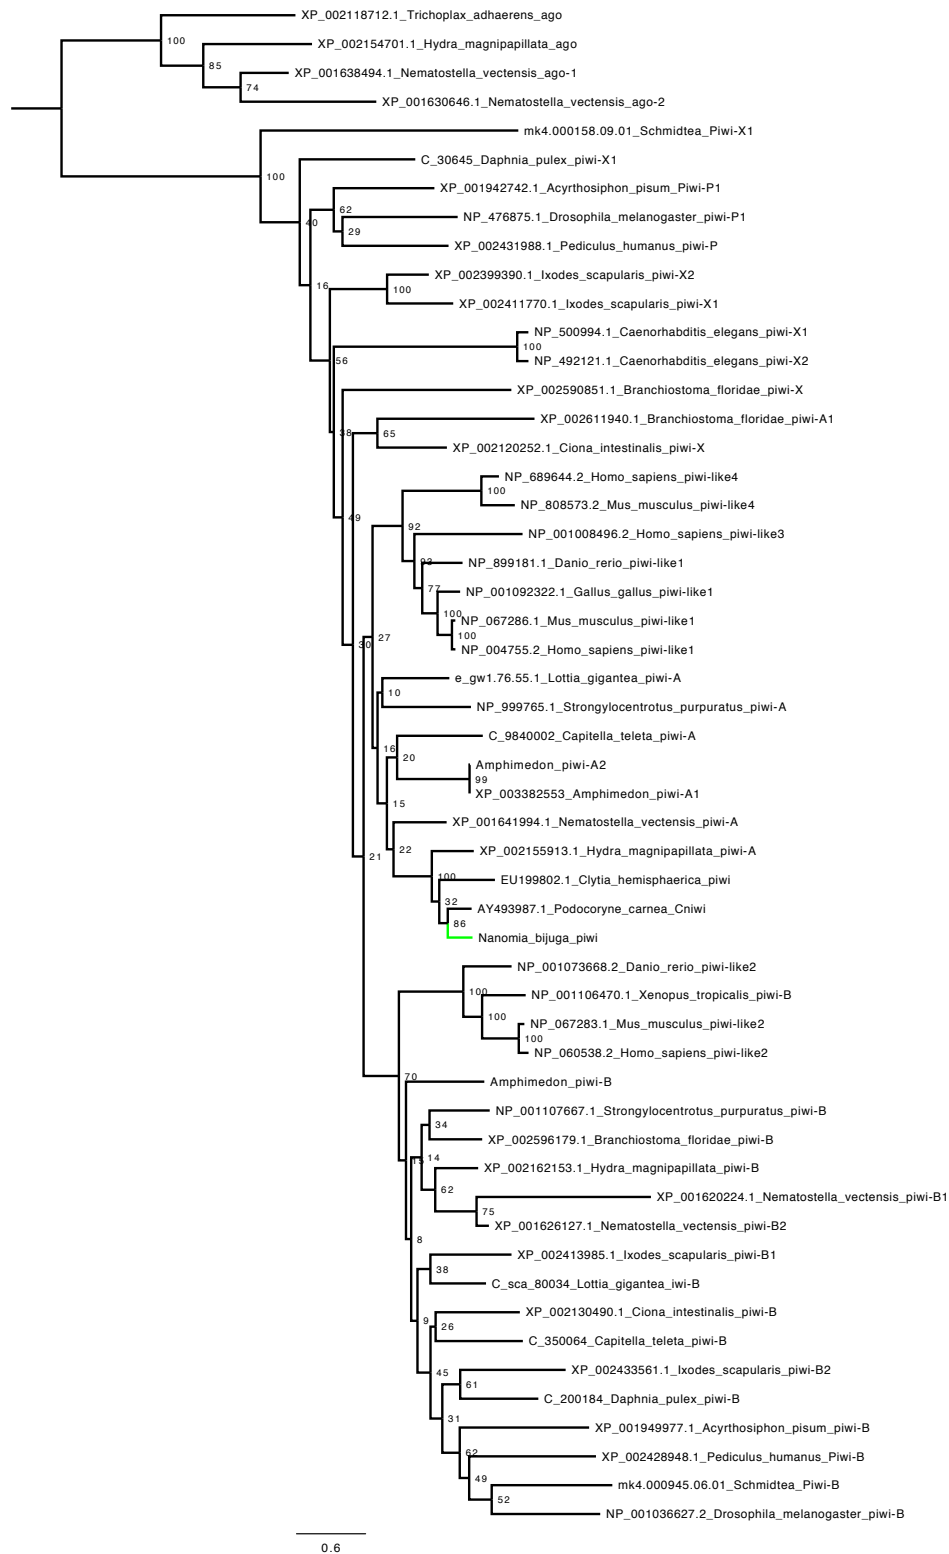 XP_002118712.1_Trichoplax_adhaerens_ago
100
XP_002154701.1_Hydra_magnipapillata_ago
85
XP_001638494.1_Nematostella_vectensis_ago-1
74
XP_001630646.1_Nematostella_vectensis_ago-2
mk4.000158.09.01_Schmidtea_Piwi-X1
100
C_30645_Daphnia_pulex_piwi-X1
XP_001942742.1_Acyrthosiphon_pisum_Piwi-P1
62
NP_476875.1_Drosophila_melanogaster_piwi-P1
40
29
XP_002431988.1_Pediculus_humanus_piwi-P
XP_002399390.1_Ixodes_scapularis_piwi-X2
16
100
XP_002411770.1_Ixodes_scapularis_piwi-X1
NP_500994.1_Caenorhabditis_elegans_piwi-X1
100
56
NP_492121.1_Caenorhabditis_elegans_piwi-X2
XP_002590851.1_Branchiostoma_floridae_piwi-X
XP_002611940.1_Branchiostoma_floridae_piwi-A1
38
65
XP_002120252.1_Ciona_intestinalis_piwi-X
NP_689644.2_Homo_sapiens_piwi-like4
100
NP_808573.2_Mus_musculus_piwi-like4
49
92
NP_001008496.2_Homo_sapiens_piwi-like3
93
NP_899181.1_Danio_rerio_piwi-like1
77
NP_001092322.1_Gallus_gallus_piwi-like1
100
NP_067286.1_Mus_musculus_piwi-like1
100
30
27
NP_004755.2_Homo_sapiens_piwi-like1
e_gw1.76.55.1_Lottia_gigantea_piwi-A
10
NP_999765.1_Strongylocentrotus_purpuratus_piwi-A
C_9840002_Capitella_teleta_piwi-A
16
20
Amphimedon_piwi-A2
99
XP_003382553_Amphimedon_piwi-A1
15
XP_001641994.1_Nematostella_vectensis_piwi-A
21
22
XP_002155913.1_Hydra_magnipapillata_piwi-A
100
EU199802.1_Clytia_hemisphaerica_piwi
32
AY493987.1_Podocoryne_carnea_Cniwi
86
Nanomia_bijuga_piwi
NP_001073668.2_Danio_rerio_piwi-like2
100
NP_001106470.1_Xenopus_tropicalis_piwi-B
100
NP_067283.1_Mus_musculus_piwi-like2
100
NP_060538.2_Homo_sapiens_piwi-like2
70
Amphimedon_piwi-B
NP_001107667.1_Strongylocentrotus_purpuratus_piwi-B
34
XP_002596179.1_Branchiostoma_floridae_piwi-B
14
XP_002162153.1_Hydra_magnipapillata_piwi-B
62
XP_001620224.1_Nematostella_vectensis_piwi-B1
75
XP_001626127.1_Nematostella_vectensis_piwi-B2
8
XP_002413985.1_Ixodes_scapularis_piwi-B1
38
C_sca_80034_Lottia_gigantea_iwi-B
XP_002130490.1_Ciona_intestinalis_piwi-B
9
26
C_350064_Capitella_teleta_piwi-B
XP_002433561.1_Ixodes_scapularis_piwi-B2
45
61
C_200184_Daphnia_pulex_piwi-B
31
XP_001949977.1_Acyrthosiphon_pisum_piwi-B
62
XP_002428948.1_Pediculus_humanus_Piwi-B
49
mk4.000945.06.01_Schmidtea_Piwi-B
52
NP_001036627.2_Drosophila_melanogaster_piwi-B
0.6